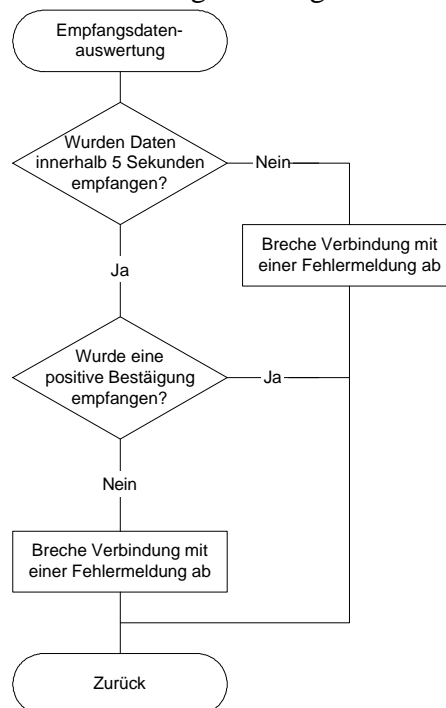 Empfangsdaten-
auswertung
Wurden Daten
innerhalb 5 Sekunden
empfangen?
Nein
Breche Verbindung mit
einer Fehlermeldung ab
Ja
Wurde eine
positive Bestäigung
empfangen?
Ja
Nein
Breche Verbindung mit
einer Fehlermeldung ab
Zurück